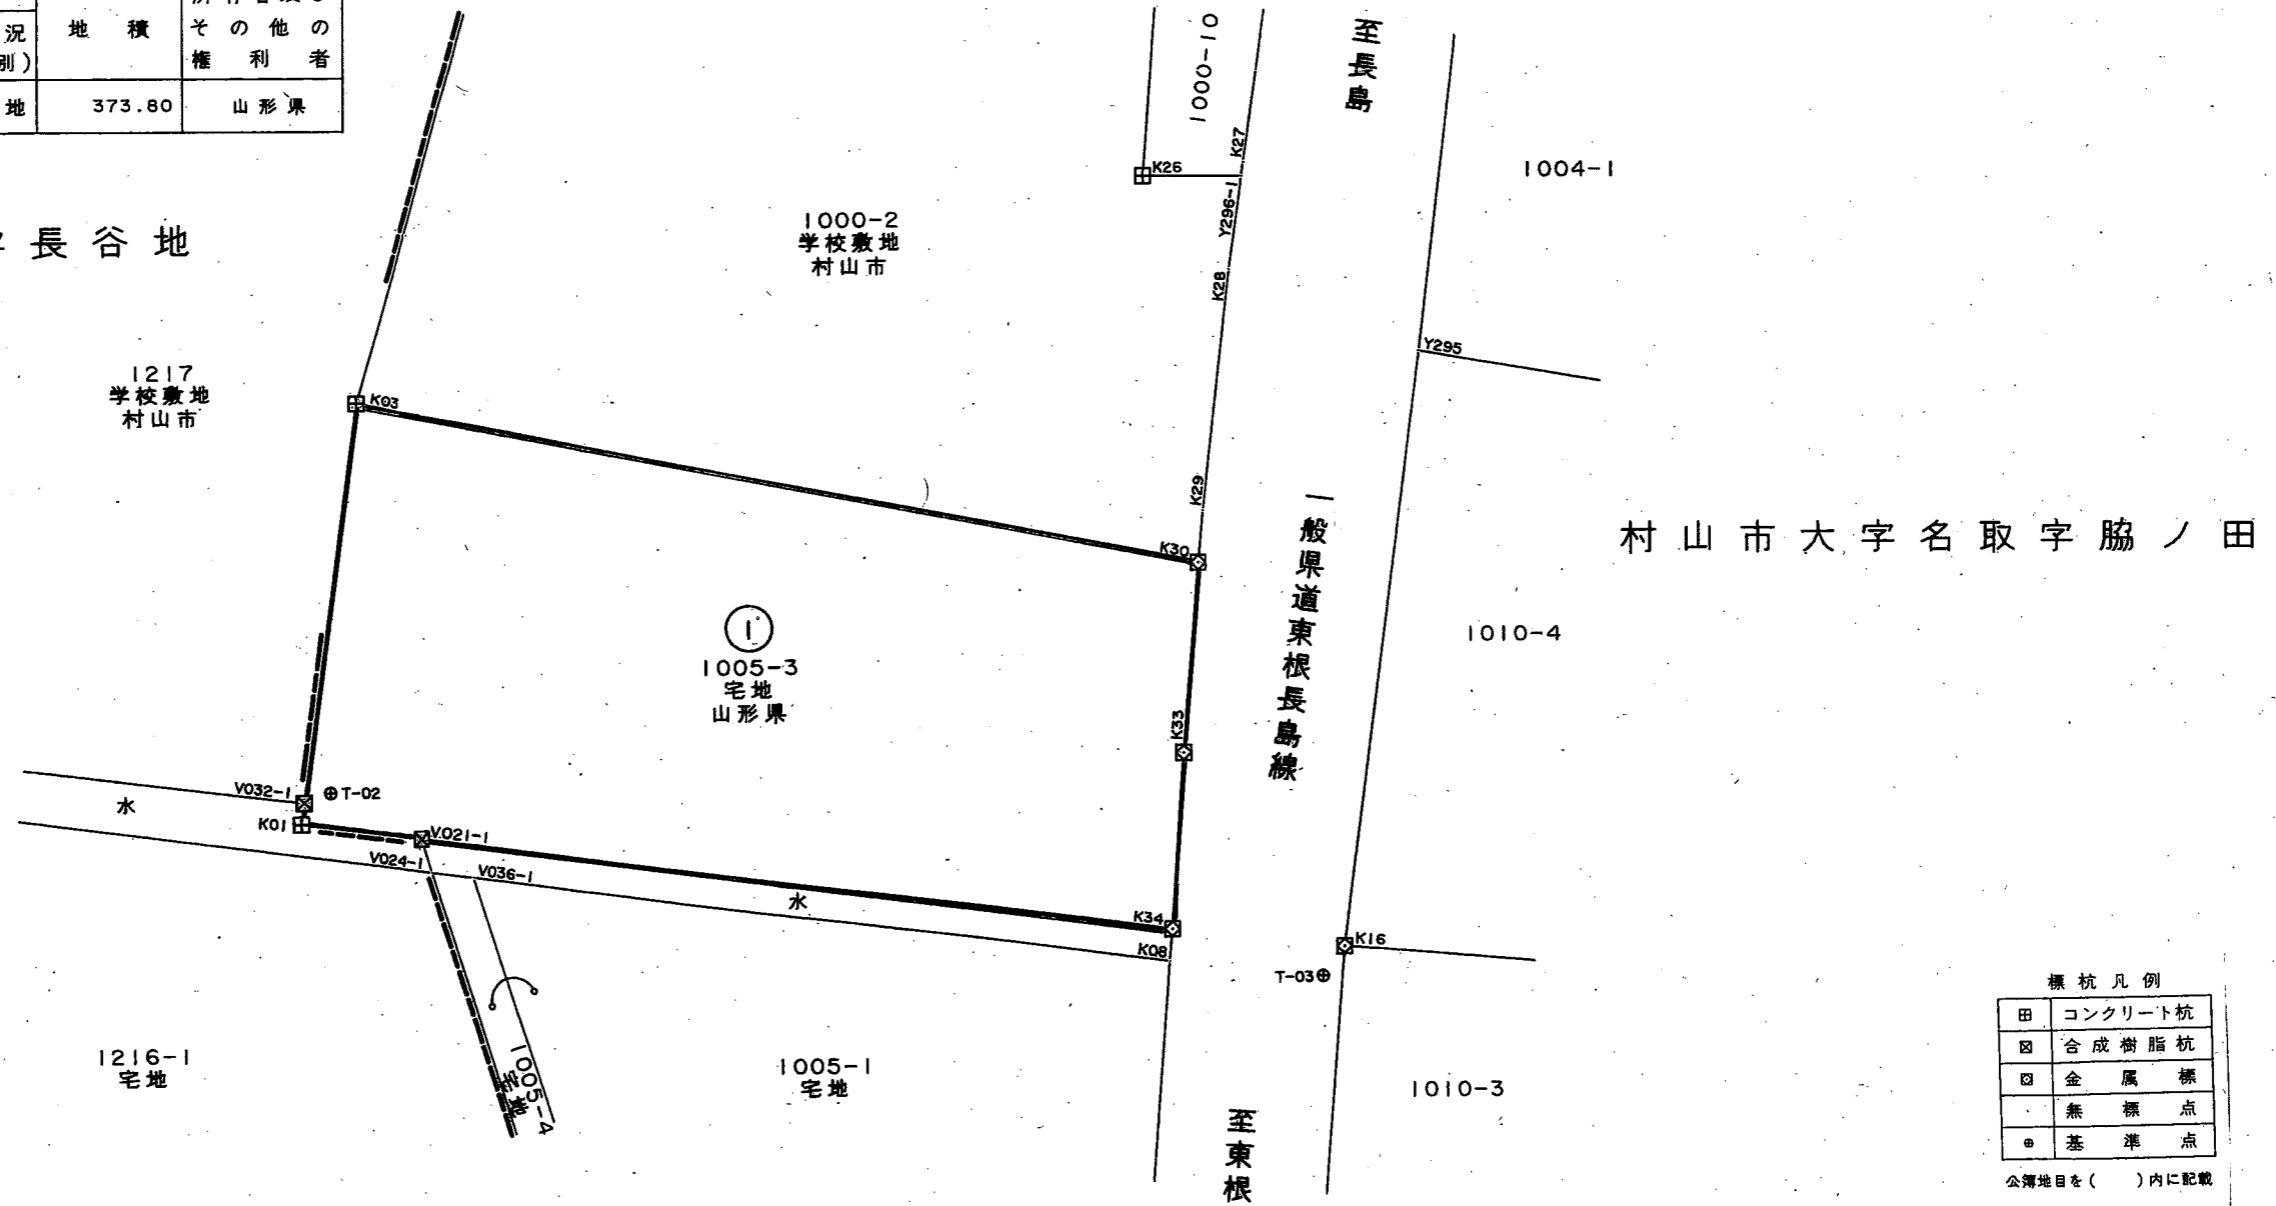 況
別)
地積
その他の
権利者
地
373.80
山形県
長谷地
1000-10
至長島
K27
K26
Y296-1
K28
1004-1
1000-2
学校敷地
村山市
Y295
1217
学校敷地
村山市
K03
K29
K30
一般県道東根長島線
村山市大字名取字脇ノ田
1
1005-3
宅地
山形県
1010-4
K33
V032-1
T-02
水
K01
V021-1
V024-1
V036-1
水
K34
K08
K16
T-03
1216-1
宅地
1005-4
宅地
1005-1
宅地
1010-3
至東根
標杭凡例
コンクリート杭
合成樹脂杭
金属標
無標点
基準点
公簿地目を( )内に記載